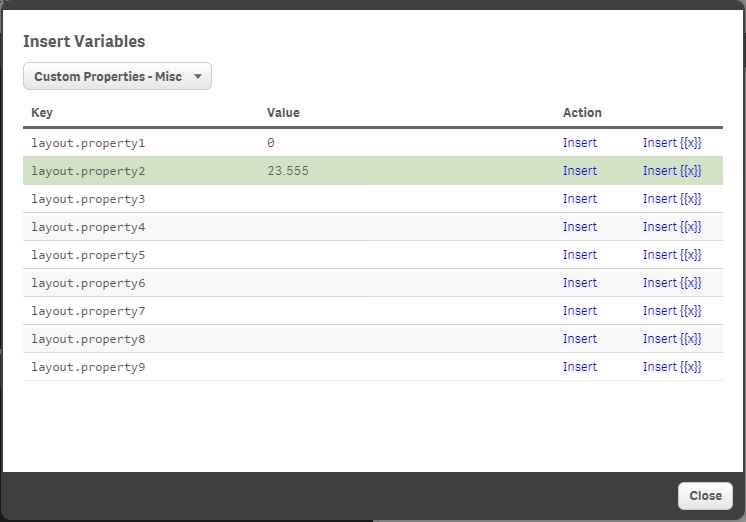 Insert Variables
Custom Properties - Misc
Key Value Action
layout.property1 0 Insert Insert {{x}}
layout.property2 23.555 Insert Insert {{x}}
layout.property3 Insert Insert {{x}}
layout.property4 Insert Insert {{x}}
layout.property5 Insert Insert {{x}}
layout.property6 Insert Insert {{x}}
layout.property7 Insert Insert {{x}}
layout.property8 Insert Insert {{x}}
layout.property9 Insert Insert {{x}}
Close